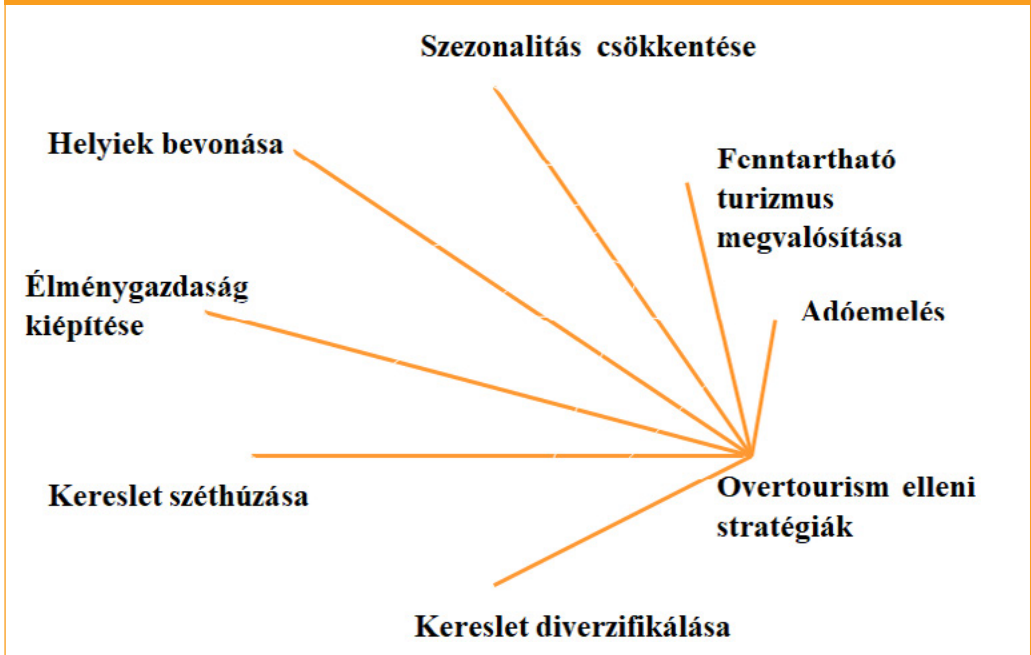 Szezonalitás csökkentése
Helyiek bevonása
Fenntartható
turizmus
megvalósítása
Élménygazdaság
kiépítése
Adóemelés
Kereslet széthúzása
Overtourism elleni
stratégiák
Kereslet diverzifikálása